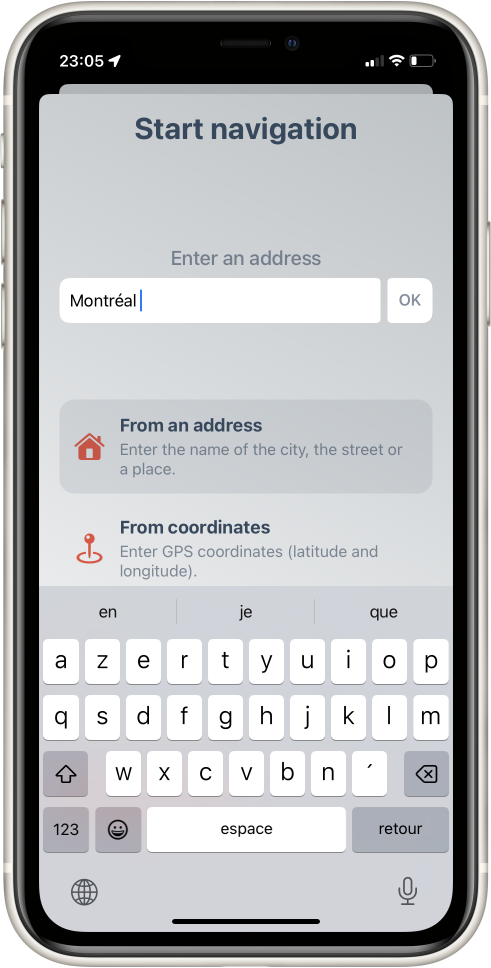 23:05
Start navigation
Enter an address
Montréal
OK
From an address
Enter the name of the city, the street or
a place.
From coordinates
Enter GPS coordinates (latitude and
longitude).
en je que
a z e r t y u i o p
q s d f g h j k l m
w x c v b n ´
123 espace retour